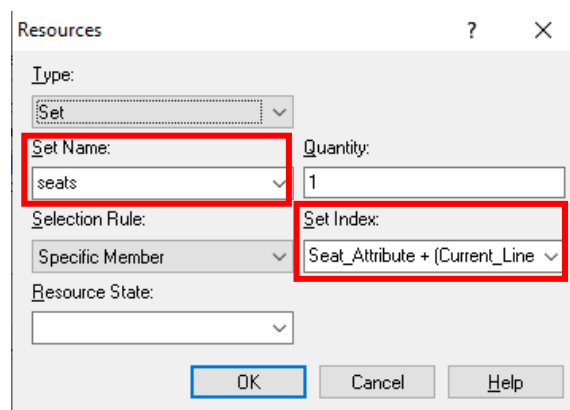 Resources ?
Type:
Set
Set Name: Quantity:
seats 1
Selection Rule: Set Index:
Specific Member Seat_Attribute + (Current_Line
Resource State:
OK Cancel Help